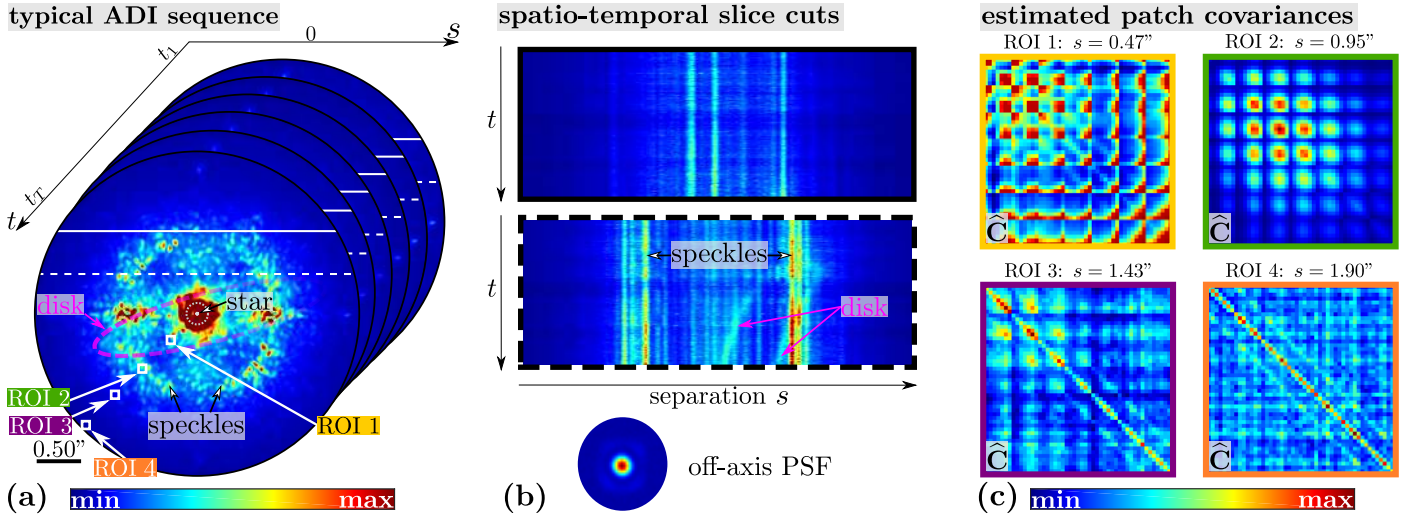 typical ADI sequence
0
s
t₁
t_T
t
disk
star
ROI 2
ROI 3
speckles
ROI 1
0.50”
ROI 4
(a)
min
max
spatio-temporal slice cuts
t
t
speckles
disk
separation s
off-axis PSF
(b)
estimated patch covariances
ROI 1: s = 0.47”
ROI 2: s = 0.95”
Ĉ
Ĉ
ROI 3: s = 1.43”
ROI 4: s = 1.90”
Ĉ
Ĉ
(c)
min
max